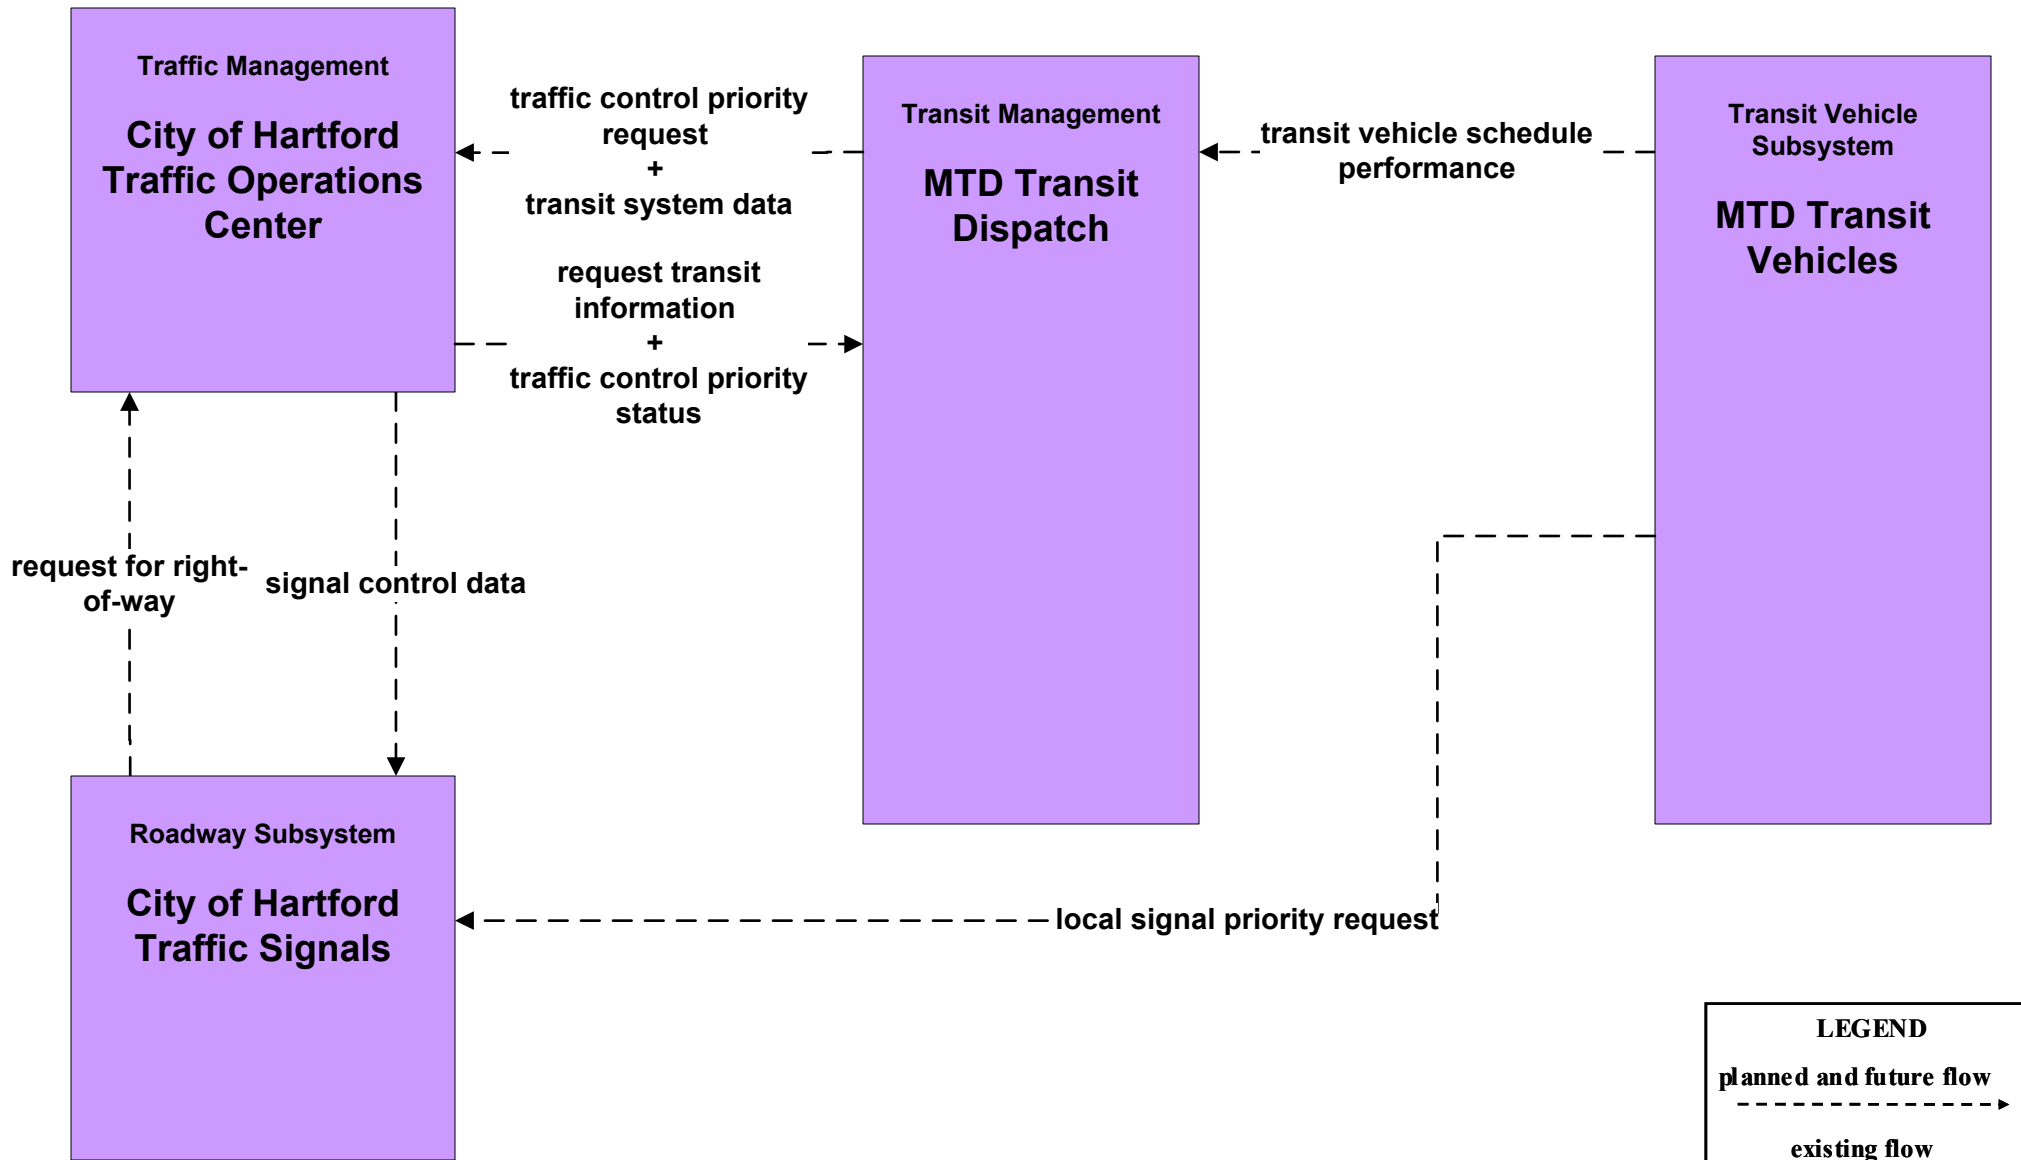 Traffic Management
City of Hartford
Traffic Operations
Center
traffic control priority
request
+
transit system data
request transit
information
+
traffic control priority
status
Transit Management
MTD Transit
Dispatch
transit vehicle schedule
performance
Transit Vehicle
Subsystem
MTD Transit
Vehicles
request for right-
of-way
signal control data
Roadway Subsystem
City of Hartford
Traffic Signals
local signal priority request
LEGEND
planned and future flow
existing flow